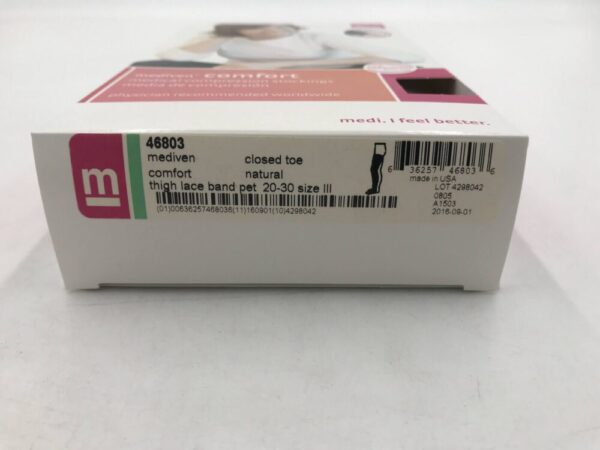 mediven® comfort
medical compression stockings
media de compresión
physician recommended worldwide
medi. I feel better.
m
46803
mediven closed toe
comfort natural
thigh lace band pet 20-30 size III
(01)00636257468036(11)160901(10)4298042
6 36257 46803 6
made in USA
LOT 4298042
0805
A1503
2016-09-01